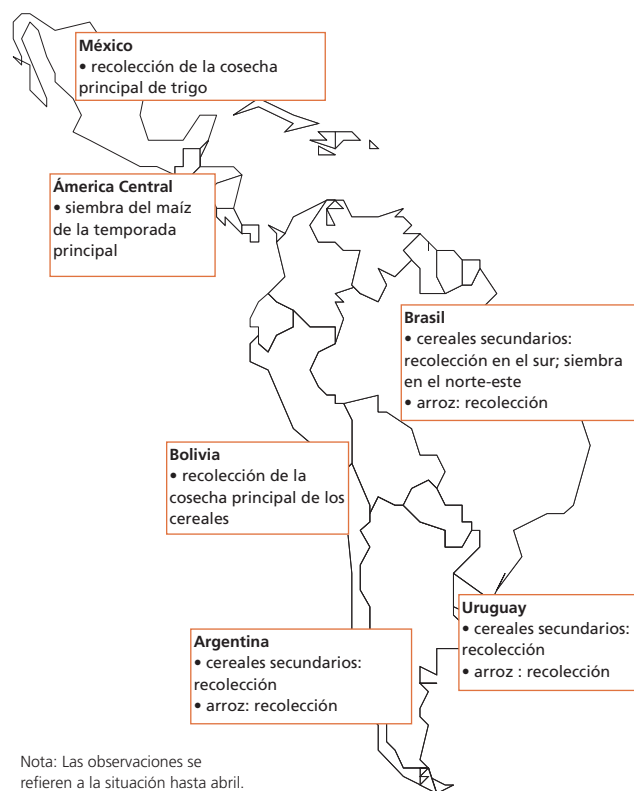 México
• recolección de la cosecha
principal de trigo
Ámerica Central
• siembra del maíz
de la temporada
principal
Brasil
• cereales secundarios:
recolección en el sur; siembra
en el norte-este
• arroz: recolección
Bolivia
• recolección de la
cosecha principal de los
cereales
Uruguay
• cereales secundarios:
recolección
• arroz : recolección
Argentina
• cereales secundarios:
recolección
• arroz: recolección
Nota: Las observaciones se
refieren a la situación hasta abril.